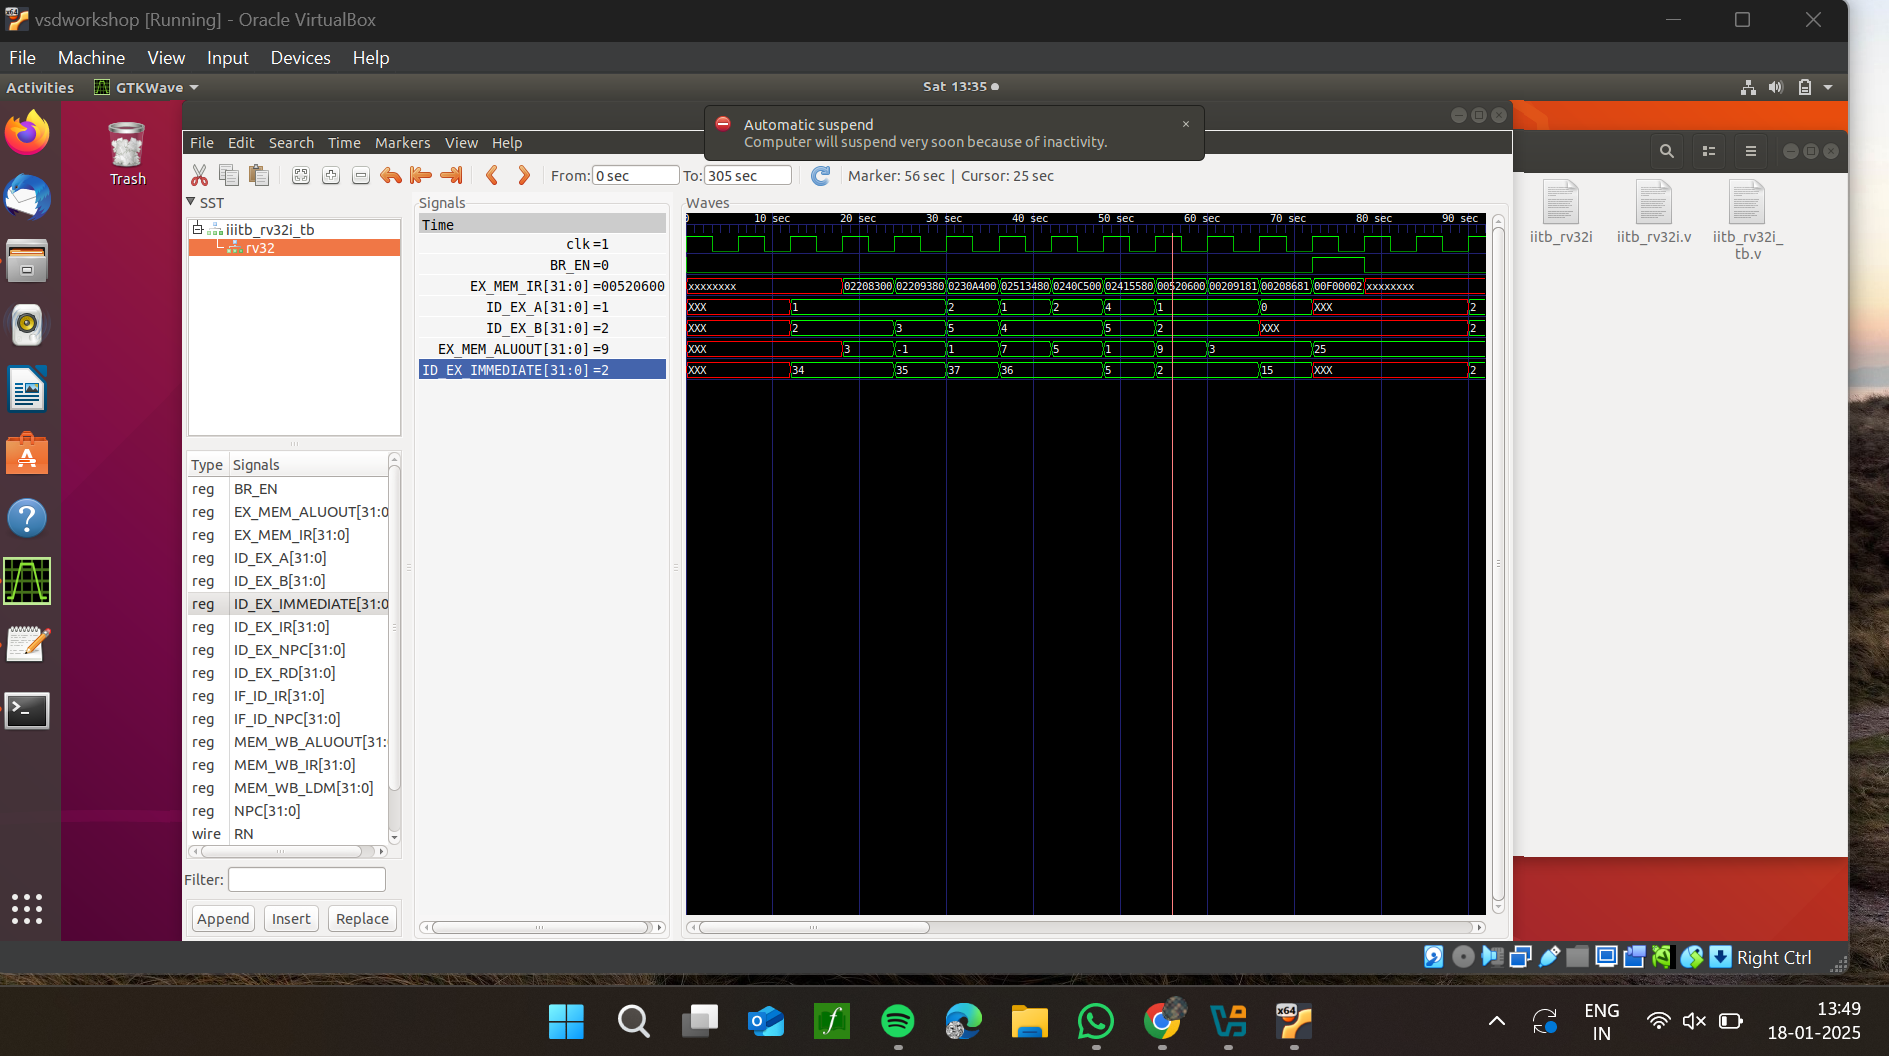 vsdworkshop [Running] - Oracle VirtualBox
File Machine View Input Devices Help
Activities GTKWave Sat 13:35
Trash
Automatic suspend ×
Computer will suspend very soon because of inactivity.
File Edit Search Time Markers View Help
From: 0 sec To: 305 sec Marker: 56 sec | Cursor: 25 sec
SST
iiitb_rv32i_tb
rv32
Type Signals
reg BR_EN
reg EX_MEM_ALUOUT[31:0
reg EX_MEM_IR[31:0]
reg ID_EX_A[31:0]
reg ID_EX_B[31:0]
reg ID_EX_IMMEDIATE[31:0
reg ID_EX_IR[31:0]
reg ID_EX_NPC[31:0]
reg ID_EX_RD[31:0]
reg IF_ID_IR[31:0]
reg IF_ID_NPC[31:0]
reg MEM_WB_ALUOUT[31:
reg MEM_WB_IR[31:0]
reg MEM_WB_LDM[31:0]
reg NPC[31:0]
wire RN
Filter:
Append Insert Replace
Signals
Time
clk =1
BR_EN =0
EX_MEM_IR[31:0] =00520600
ID_EX_A[31:0] =1
ID_EX_B[31:0] =2
EX_MEM_ALUOUT[31:0] =9
ID_EX_IMMEDIATE[31:0] =2
Waves
0 10 sec 20 sec 30 sec 40 sec 50 sec 60 sec 70 sec 80 sec 90 sec
xxxxxxxx 02208300 02209380 0230A400 02513480 0240C500 02415580 00520600 00209181 00208681 00F00002 xxxxxxxx
XXX 1 2 1 2 4 1 0 XXX 2
XXX 2 3 5 4 5 2 XXX 2
XXX 3 -1 1 7 5 1 9 3 25
XXX 34 35 37 36 5 2 15 XXX 2
iitb_rv32i iitb_rv32i.v iitb_rv32i_
tb.v
Right Ctrl
x64
ENG
IN
13:49
18-01-2025